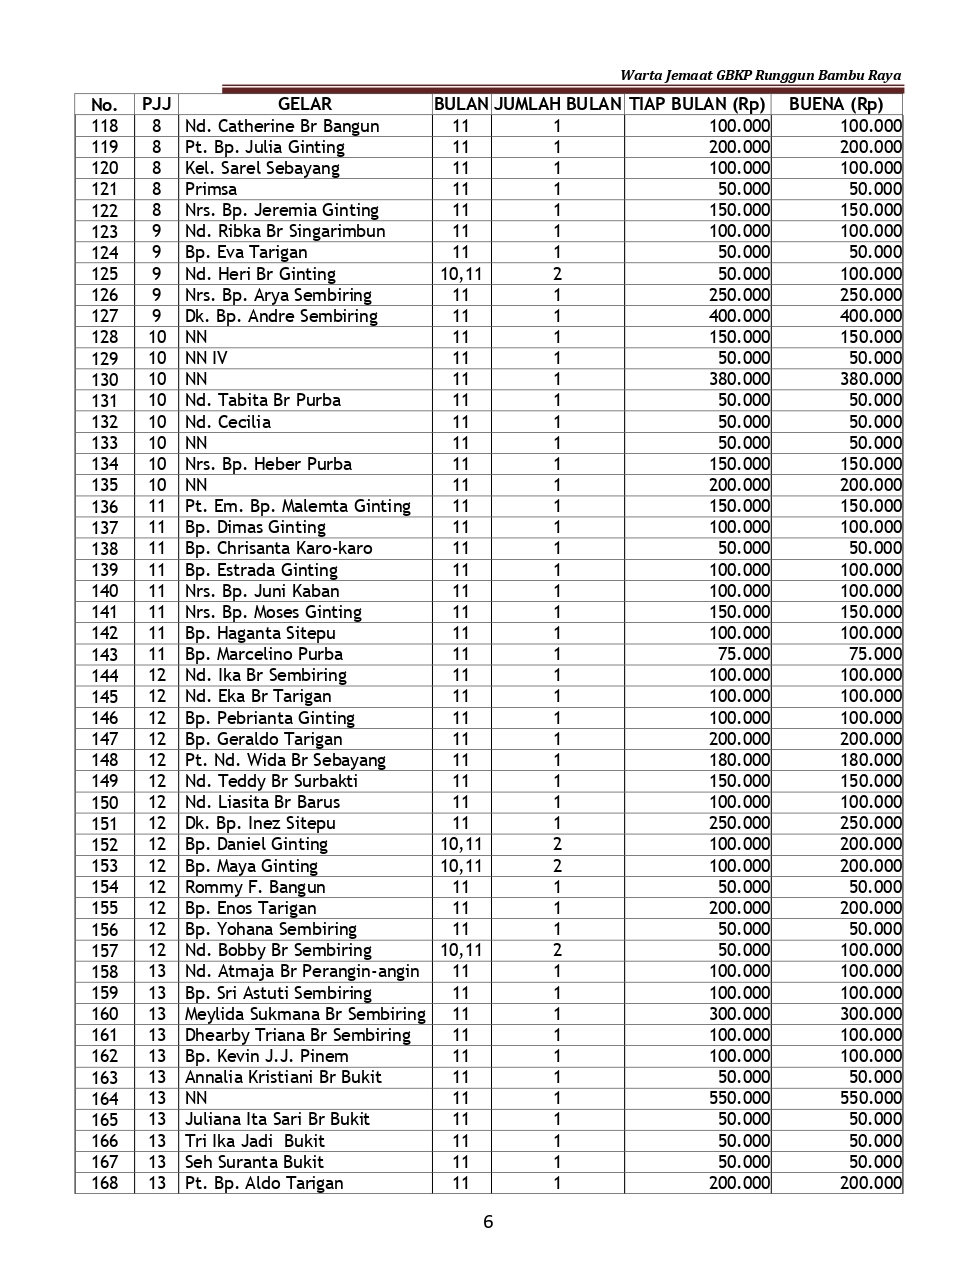 Warta Jemaat GBKP Runggun Bambu Raya
No. PJJ GELAR BULAN JUMLAH BULAN TIAP BULAN (Rp) BUENA (Rp)
118 8 Nd. Catherine Br Bangun 11 1 100.000 100.000
119 8 Pt. Bp. Julia Ginting 11 1 200.000 200.000
120 8 Kel. Sarel Sebayang 11 1 100.000 100.000
121 8 Primsa 11 1 50.000 50.000
122 8 Nrs. Bp. Jeremia Ginting 11 1 150.000 150.000
123 9 Nd. Ribka Br Singarimbun 11 1 100.000 100.000
124 9 Bp. Eva Tarigan 11 1 50.000 50.000
125 9 Nd. Heri Br Ginting 10,11 2 50.000 100.000
126 9 Nrs. Bp. Arya Sembiring 11 1 250.000 250.000
127 9 Dk. Bp. Andre Sembiring 11 1 400.000 400.000
128 10 NN 11 1 150.000 150.000
129 10 NN IV 11 1 50.000 50.000
130 10 NN 11 1 380.000 380.000
131 10 Nd. Tabita Br Purba 11 1 50.000 50.000
132 10 Nd. Cecilia 11 1 50.000 50.000
133 10 NN 11 1 50.000 50.000
134 10 Nrs. Bp. Heber Purba 11 1 150.000 150.000
135 10 NN 11 1 200.000 200.000
136 11 Pt. Em. Bp. Malemta Ginting 11 1 150.000 150.000
137 11 Bp. Dimas Ginting 11 1 100.000 100.000
138 11 Bp. Chrisanta Karo-karo 11 1 50.000 50.000
139 11 Bp. Estrada Ginting 11 1 100.000 100.000
140 11 Nrs. Bp. Juni Kaban 11 1 100.000 100.000
141 11 Nrs. Bp. Moses Ginting 11 1 150.000 150.000
142 11 Bp. Haganta Sitepu 11 1 100.000 100.000
143 11 Bp. Marcelino Purba 11 1 75.000 75.000
144 12 Nd. Ika Br Sembiring 11 1 100.000 100.000
145 12 Nd. Eka Br Tarigan 11 1 100.000 100.000
146 12 Bp. Pebrianta Ginting 11 1 100.000 100.000
147 12 Bp. Geraldo Tarigan 11 1 200.000 200.000
148 12 Pt. Nd. Wida Br Sebayang 11 1 180.000 180.000
149 12 Nd. Teddy Br Surbakti 11 1 150.000 150.000
150 12 Nd. Liasita Br Barus 11 1 100.000 100.000
151 12 Dk. Bp. Inez Sitepu 11 1 250.000 250.000
152 12 Bp. Daniel Ginting 10,11 2 100.000 200.000
153 12 Bp. Maya Ginting 10,11 2 100.000 200.000
154 12 Rommy F. Bangun 11 1 50.000 50.000
155 12 Bp. Enos Tarigan 11 1 200.000 200.000
156 12 Bp. Yohana Sembiring 11 1 50.000 50.000
157 12 Nd. Bobby Br Sembiring 10,11 2 50.000 100.000
158 13 Nd. Atmaja Br Perangin-angin 11 1 100.000 100.000
159 13 Bp. Sri Astuti Sembiring 11 1 100.000 100.000
160 13 Meylida Sukmana Br Sembiring 11 1 300.000 300.000
161 13 Dhearby Triana Br Sembiring 11 1 100.000 100.000
162 13 Bp. Kevin J.J. Pinem 11 1 100.000 100.000
163 13 Annalia Kristiani Br Bukit 11 1 50.000 50.000
164 13 NN 11 1 550.000 550.000
165 13 Juliana Ita Sari Br Bukit 11 1 50.000 50.000
166 13 Tri Ika Jadi Bukit 11 1 50.000 50.000
167 13 Seh Suranta Bukit 11 1 50.000 50.000
168 13 Pt. Bp. Aldo Tarigan 11 1 200.000 200.000
6